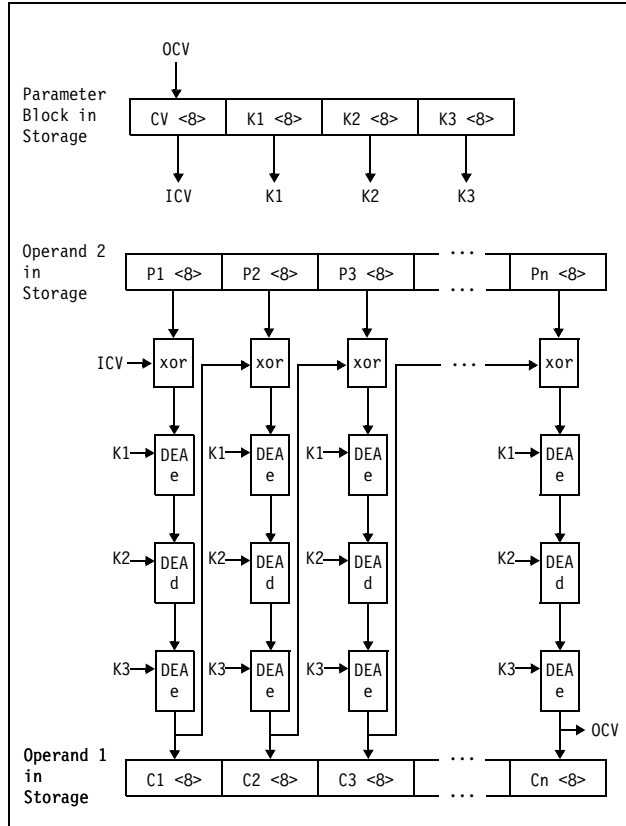 OCV
Parameter
Block in
Storage
CV <8> K1 <8> K2 <8> K3 <8>
ICV K1 K2 K3
Operand 2
in
Storage
P1 <8> P2 <8> P3 <8> ... ... Pn <8>
ICV xor xor xor ... xor
K1 DEA e K1 DEA e K1 DEA e K1 DEA e
K2 DEA d K2 DEA d K2 DEA d K2 DEA d
K3 DEA e K3 DEA e K3 DEA e K3 DEA e
OCV
Operand 1
in
Storage
C1 <8> C2 <8> C3 <8> ... ... Cn <8>